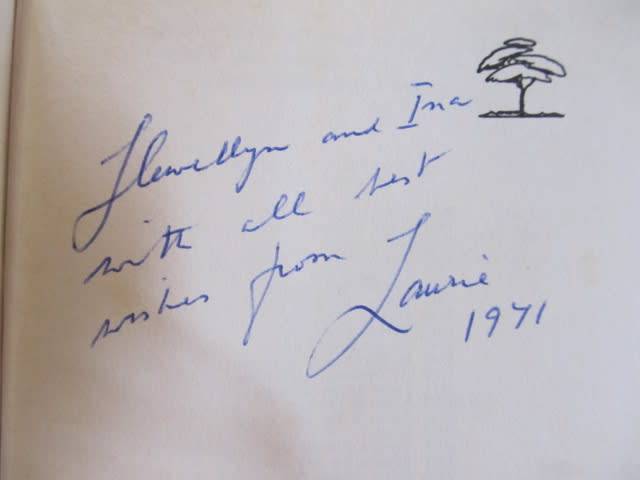 Llewellyn and Ina
with all best
wishes from Laurie
1971